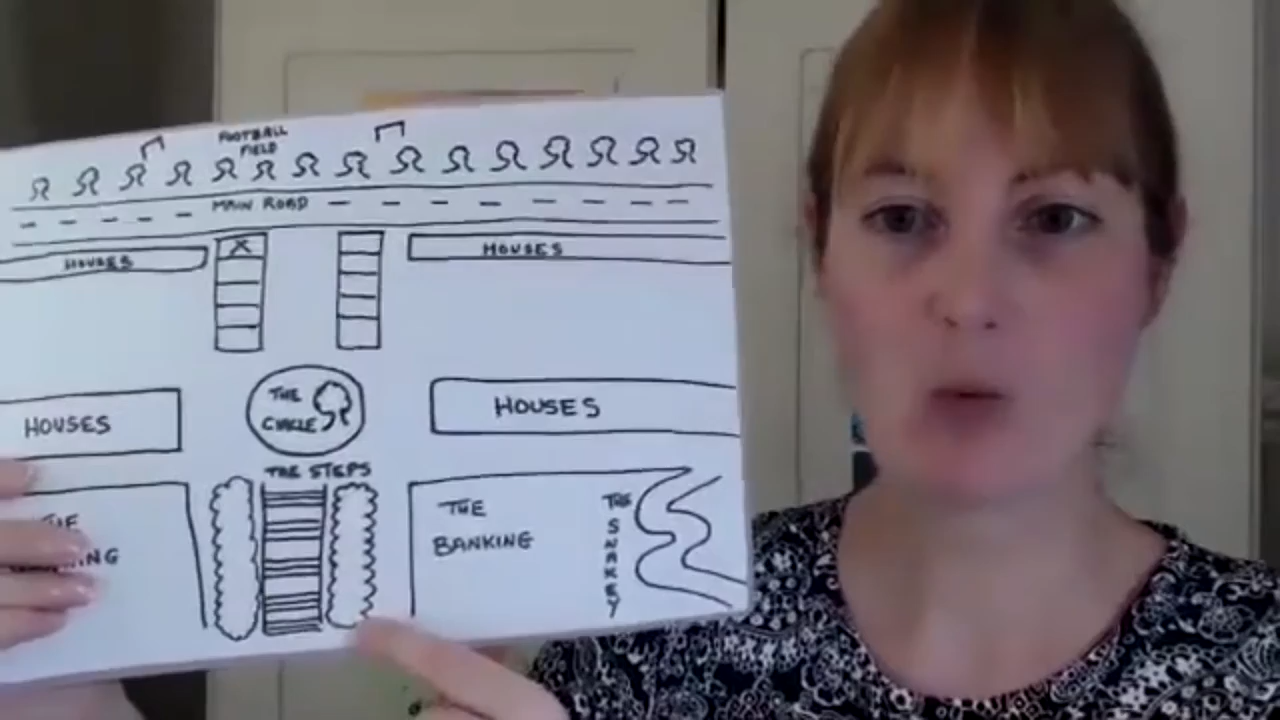 FOOTBALL
FIELD
MAIN ROAD
HOUSES
X
HOUSES
HOUSES
THE
CIRCLE
HOUSES
THE STEPS
THE
BANKING
THE
SNAKEY